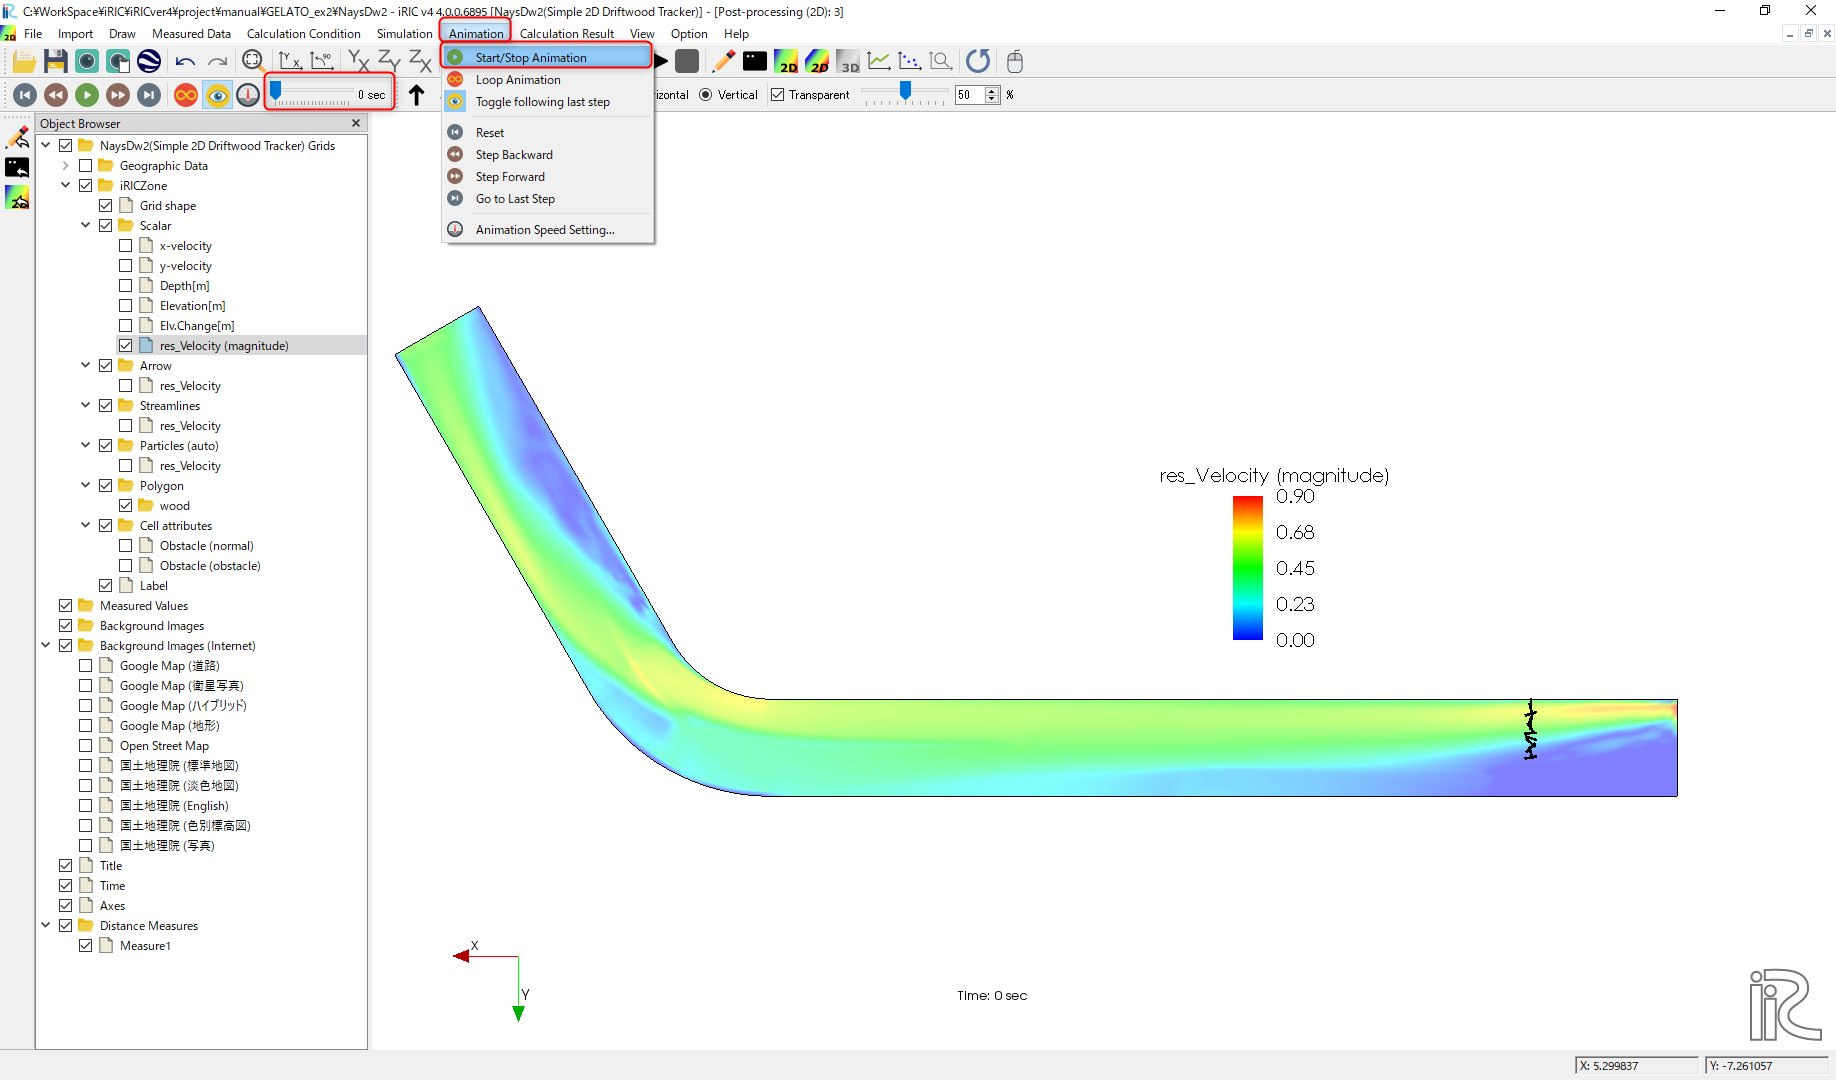 C:¥WorkSpace¥iRIC¥iRICver4¥project¥manual¥GELATO_ex2¥NaysDw2 - iRIC v4 4.0.0.6895 [NaysDw2(Simple 2D Driftwood Tracker)] - [Post-processing (2D): 3]
File Import Draw Measured Data Calculation Condition Simulation Animation Calculation Result View Option Help
Start/Stop Animation
Loop Animation
Toggle following last step
Reset
Step Backward
Step Forward
Go to Last Step
Animation Speed Setting...
2D 2D 3D
0 sec
izontal Vertical Transparent 50 %
Object Browser
NaysDw2(Simple 2D Driftwood Tracker) Grids
Geographic Data
iRICZone
Grid shape
Scalar
x-velocity
y-velocity
Depth[m]
Elevation[m]
Elv.Change[m]
res_Velocity (magnitude)
Arrow
res_Velocity
Streamlines
res_Velocity
Particles (auto)
res_Velocity
Polygon
wood
Cell attributes
Obstacle (normal)
Obstacle (obstacle)
Label
Measured Values
Background Images
Background Images (Internet)
Google Map (道路)
Google Map (衛星写真)
Google Map (ハイブリッド)
Google Map (地形)
Open Street Map
国土地理院 (標準地図)
国土地理院 (淡色地図)
国土地理院 (English)
国土地理院 (色別標高図)
国土地理院 (写真)
Title
Time
Axes
Distance Measures
Measure1
res_Velocity (magnitude)
0.90
0.68
0.45
0.23
0.00
X
Y
Time: 0 sec
iRiC
X: 5.299837 Y: -7.261057